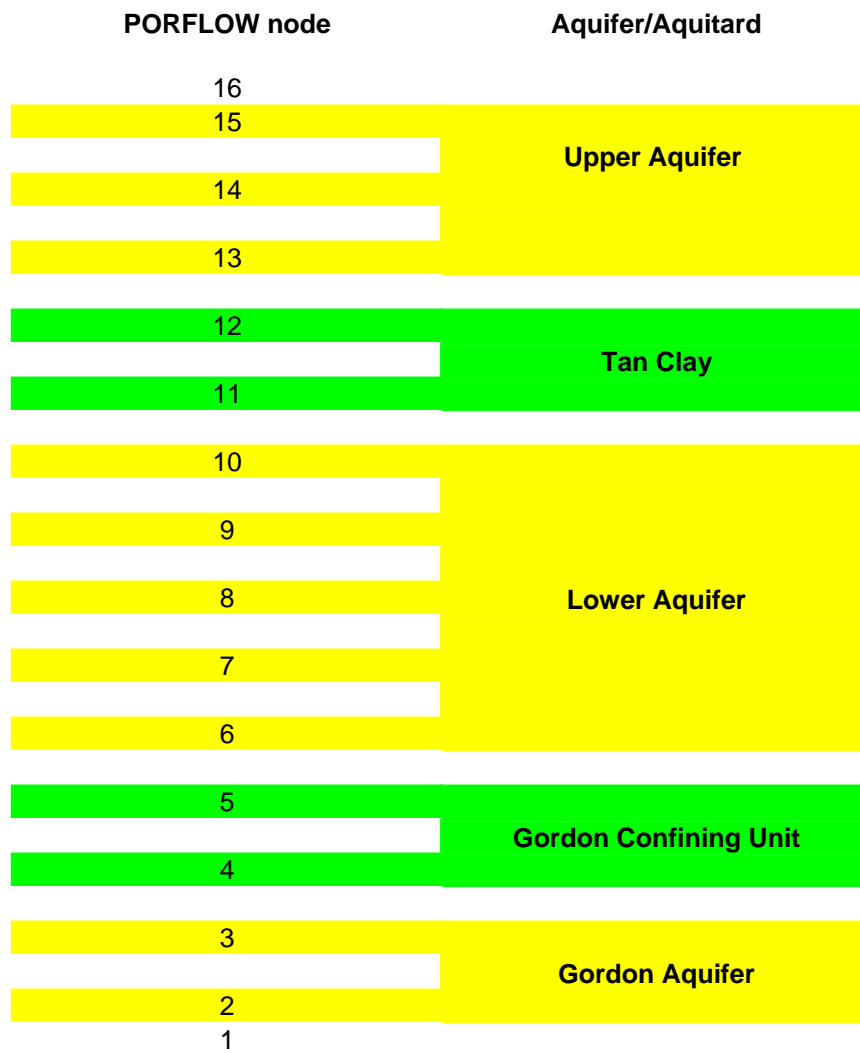 PORFLOW node Aquifer/Aquitard
16
15
Upper Aquifer
14
13
12
Tan Clay
11
10
9
8 Lower Aquifer
7
6
5
Gordon Confining Unit
4
3
Gordon Aquifer
2
1